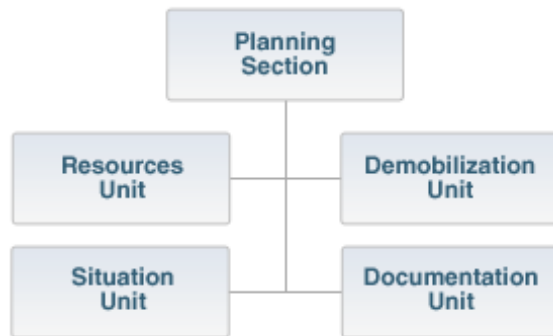 Planning
Section
Resources
Unit
Demobilization
Unit
Situation
Unit
Documentation
Unit